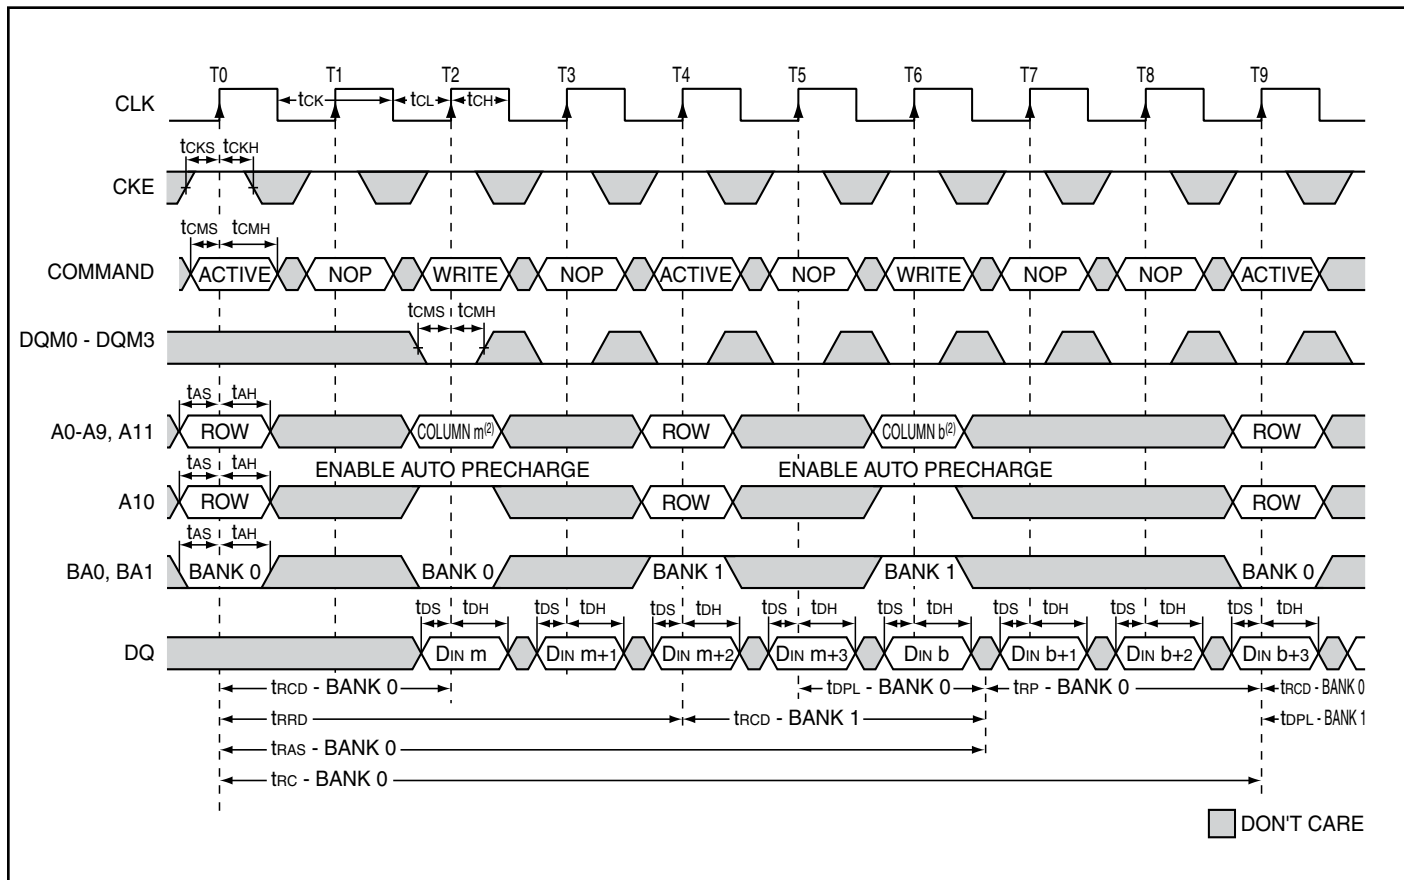 T0 T1 T2 T3 T4 T5 T6 T7 T8 T9
CLK tCK tCL tCH
tCKS tCKH
CKE
tCMS tCMH
COMMAND ACTIVE NOP WRITE NOP ACTIVE NOP WRITE NOP NOP ACTIVE
tCMS tCMH
DQM0 - DQM3
tAS tAH
A0-A9, A11 ROW COLUMN m(2) ROW COLUMN b(2) ROW
tAS tAH ENABLE AUTO PRECHARGE ENABLE AUTO PRECHARGE
A10 ROW ROW ROW
tAS tAH
BA0, BA1 BANK 0 BANK 0 BANK 1 BANK 1 BANK 0
tDS tDH tDS tDH tDS tDH tDS tDH tDS tDH tDS tDH tDS tDH tDS tDH
DQ DIN m DIN m+1 DIN m+2 DIN m+3 DIN b DIN b+1 DIN b+2 DIN b+3
tRCD - BANK 0 tDPL - BANK 0 tRP - BANK 0 tRCD - BANK 0
tRRD tRCD - BANK 1 tDPL - BANK 1
tRAS - BANK 0
tRC - BANK 0
DON'T CARE